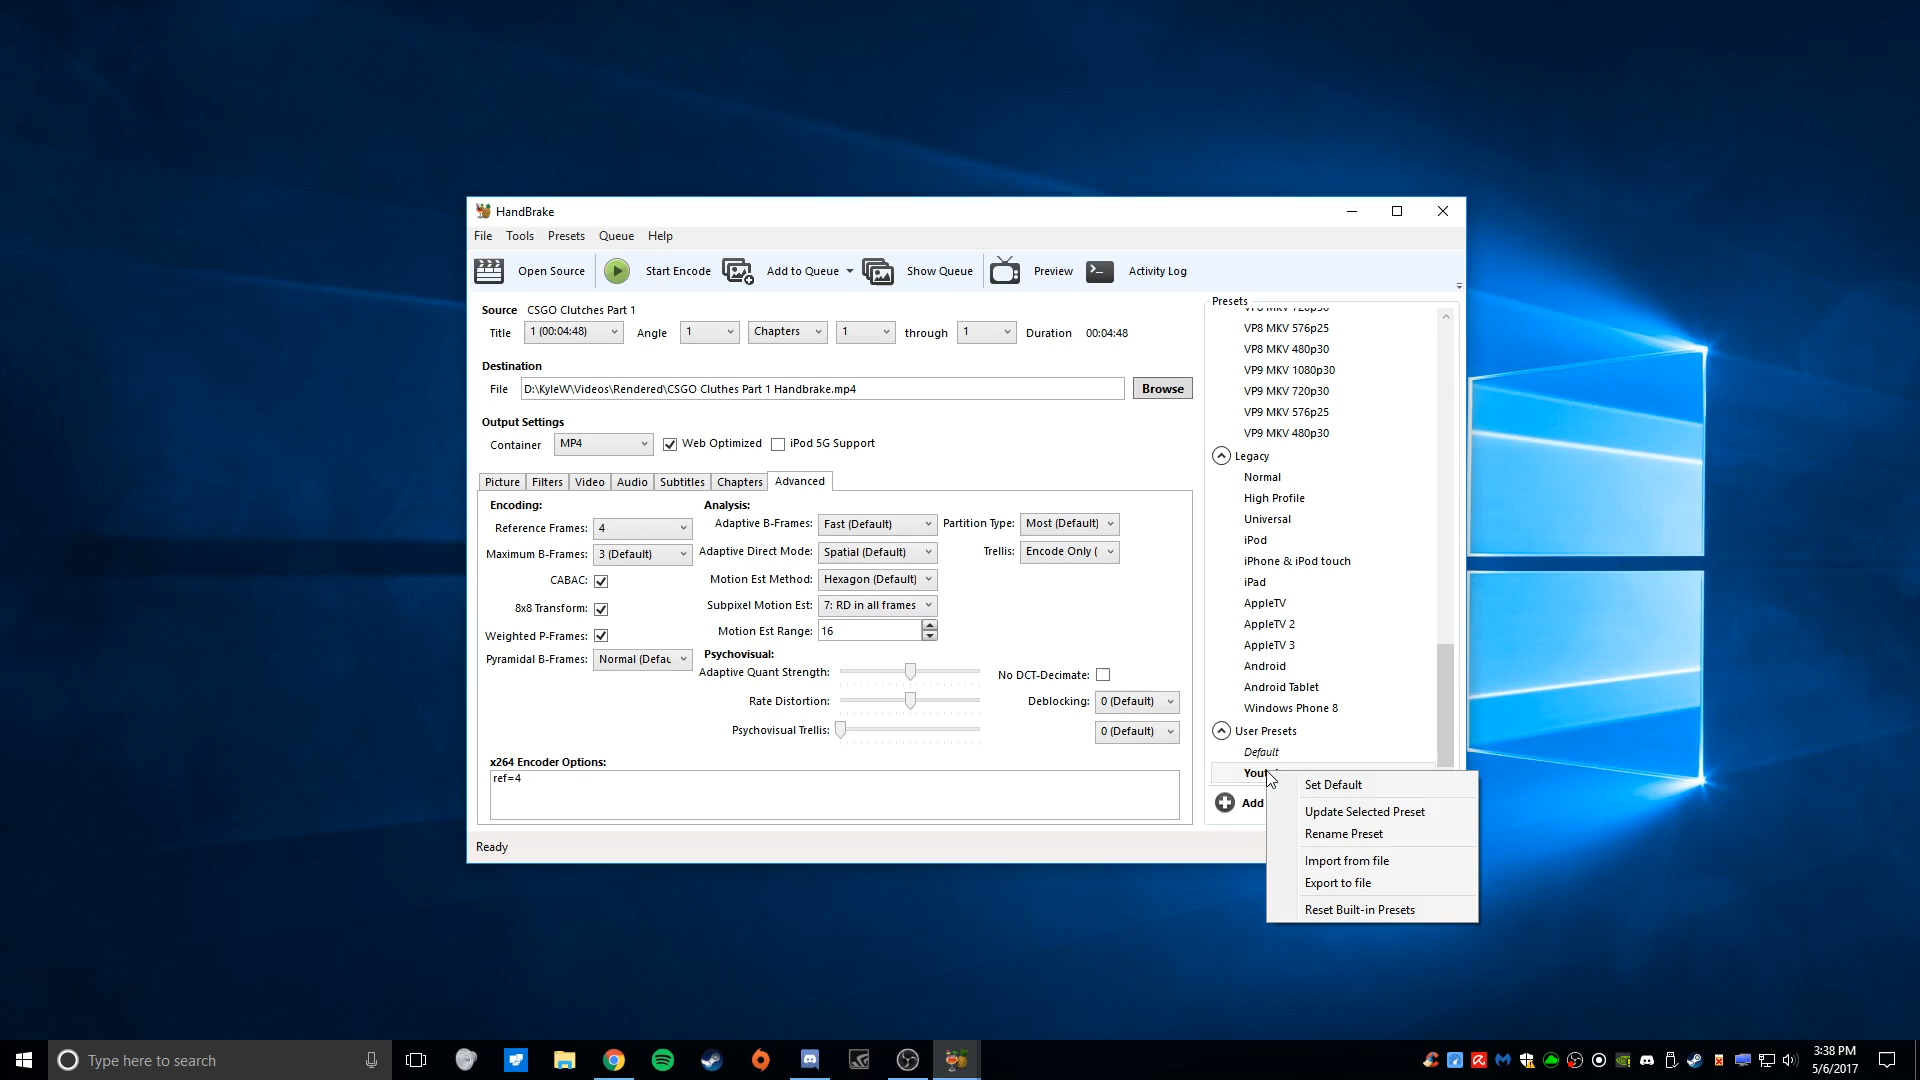 HandBrake
File Tools Presets Queue Help
Open Source Start Encode Add to Queue Show Queue Preview Activity Log
Source CSGO Clutches Part 1
Title 1 (00:04:48) Angle 1 Chapters 1 through 1 Duration 00:04:48
Destination
File D:\KyleW\Videos\Rendered\CSGO Cluthes Part 1 Handbrake.mp4 Browse
Output Settings
Container MP4 Web Optimized iPod 5G Support
Picture Filters Video Audio Subtitles Chapters Advanced
Encoding:
Reference Frames: 4
Maximum B-Frames: 3 (Default)
CABAC:
8x8 Transform:
Weighted P-Frames:
Pyramidal B-Frames: Normal (Defau
Analysis:
Adaptive B-Frames: Fast (Default) Partition Type: Most (Default)
Adaptive Direct Mode: Spatial (Default) Trellis: Encode Only (
Motion Est Method: Hexagon (Default)
Subpixel Motion Est: 7: RD in all frames
Motion Est Range: 16
Psychovisual:
Adaptive Quant Strength: No DCT-Decimate:
Rate Distortion: Deblocking: 0 (Default)
Psychovisual Trellis: 0 (Default)
x264 Encoder Options:
ref=4
Ready
Presets
VP8 MKV 720p30
VP8 MKV 576p25
VP8 MKV 480p30
VP9 MKV 1080p30
VP9 MKV 720p30
VP9 MKV 576p25
VP9 MKV 480p30
Legacy
Normal
High Profile
Universal
iPod
iPhone & iPod touch
iPad
AppleTV
AppleTV 2
AppleTV 3
Android
Android Tablet
Windows Phone 8
User Presets
Default
Add
Set Default
Update Selected Preset
Rename Preset
Import from file
Export to file
Reset Built-in Presets
Type here to search
3:38 PM
5/6/2017